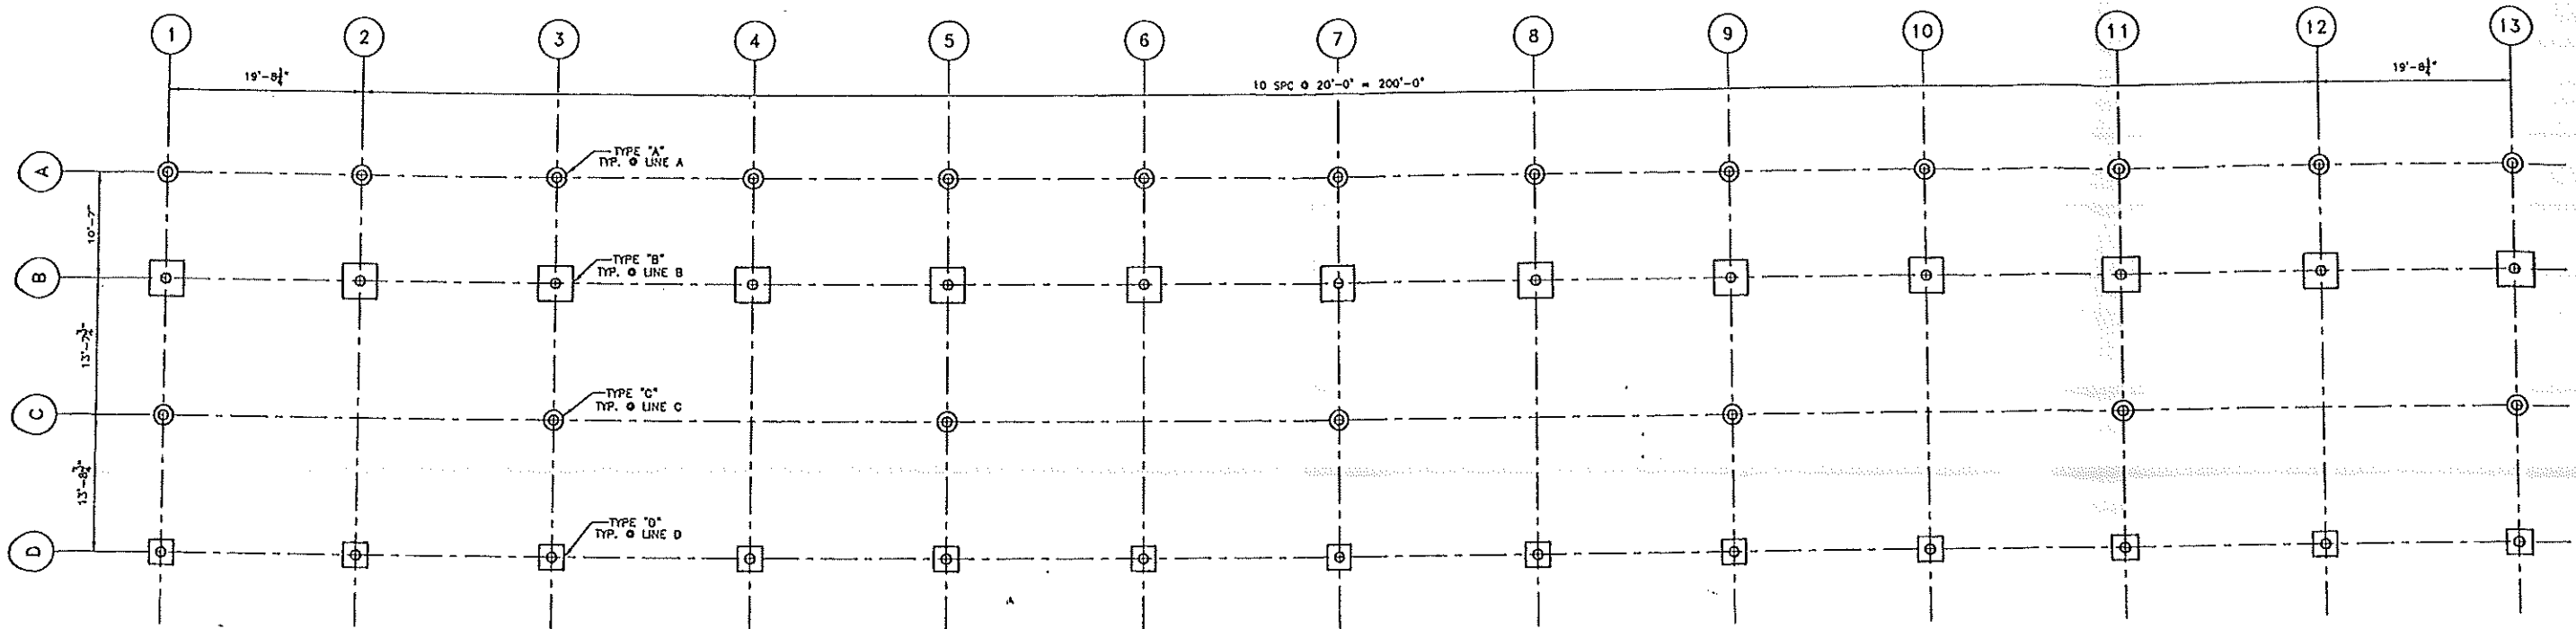 1 2 3 4 5 6 7 8 9 10 11 12 13
19'-8¼" 10 SPC @ 20'-0" = 200'-0" 19'-8¼"
A
TYPE "A"
TYP. @ LINE A
10'-7"
B
TYPE "B"
TYP. @ LINE B
13'-7¾"
C
TYPE "C"
TYP. @ LINE C
13'-8¾"
D
TYPE "D"
TYP. @ LINE D